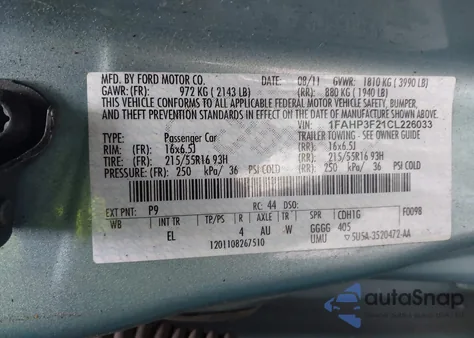 MFD. BY FORD MOTOR CO. DATE: 08/11 GVWR: 1810 KG ( 3990 LB)
GAWR: (FR): 972 KG ( 2143 LB) (RR): 880 KG ( 1940 LB)
THIS VEHICLE CONFORMS TO ALL APPLICABLE FEDERAL MOTOR VEHICLE SAFETY, BUMPER,
AND THEFT PREVENTION STANDARDS IN EFFECT ON THE DATE OF MANUFACTURE SHOWN ABOVE.
VIN: 1FAHP3F21CL226033
TYPE: Passenger Car TRAILER TOWING - SEE OWNER GUIDE
RIM: (FR) 16x6.5J (RR): 16x6.5J
TIRE: (FR) 215/55R16 93H (RR): 215/55R16 93H
PRESSURE: (FR) 250 kPa/ 36 PSI COLD (RR): 250 kPa/ 36 PSI COLD
EXT PNT: P9 RC: 44 DSO: F0098
WB INT TR TP/PS R AXLE TR SPR CDH1G
EL 4 AU W GGGG 405
1201108267510 UMU 5U5A-3520472-AA
autoSnap